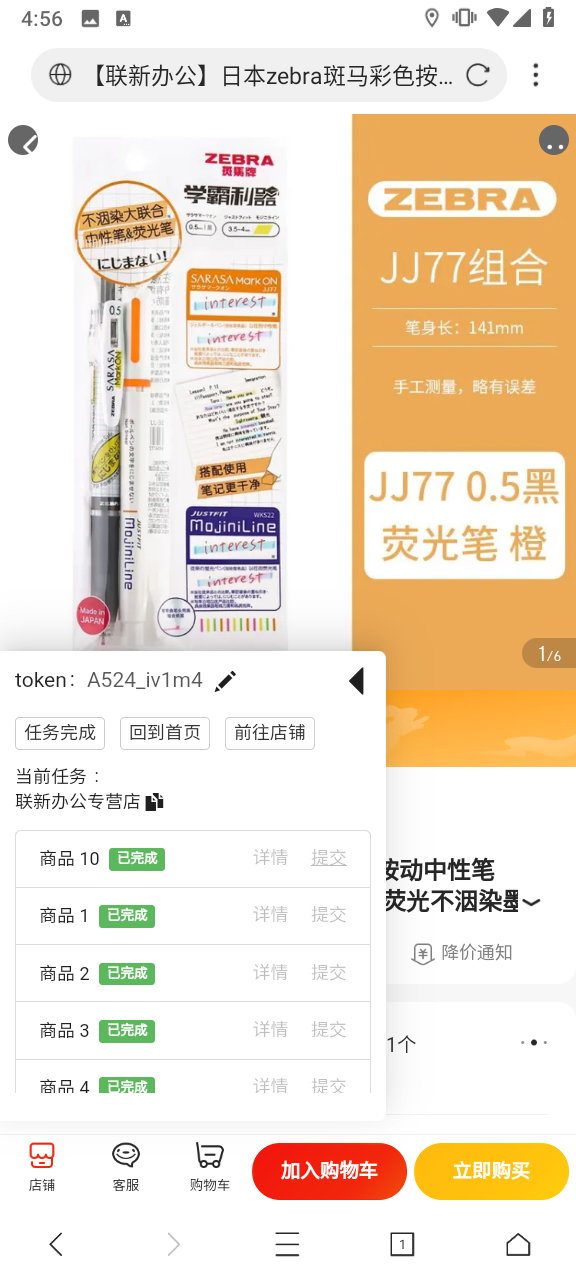 4:56
【联新办公】日本zebra斑马彩色按...
ZEBRA
斑馬牌
学霸利器
不洇染大联合
中性笔&荧光笔
にじまない!
0.5 黑
3.5-4mm
SARASA Mark ON
JJ77
interest
interest
搭配使用
笔记更干净
JUSTFIT
WKS22
MojiniLine
interest
interest
Made in
JAPAN
ZEBRA
JJ77组合
笔身长：141mm
手工测量，略有误差
JJ77 0.5黑
荧光笔 橙
1/6
token： A524_iv1m4
任务完成 回到首页 前往店铺
当前任务 ：
联新办公专营店
商品 10 已完成 详情 提交
商品 1 已完成 详情 提交
商品 2 已完成 详情 提交
商品 3 已完成 详情 提交
商品 4 已完成 详情 提交
按动中性笔
荧光不洇染墨
降价通知
1个
店铺 客服 购物车 加入购物车 立即购买
1